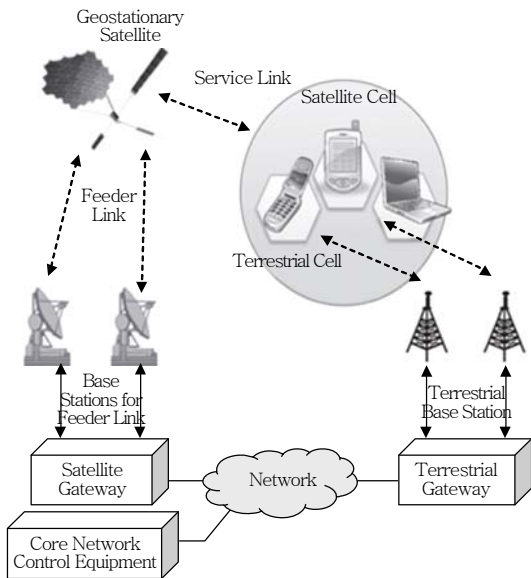 Geostationary
Satellite
Service Link
Satellite Cell
Feeder
Link
Terrestrial Cell
Base
Stations for
Feeder Link
Terrestrial
Base Station
Satellite
Gateway
Network
Terrestrial
Gateway
Core Network
Control Equipment